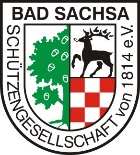 BAD SACHSA
SCHÜTZENGESELLSCHAFT von 1814 e.V.